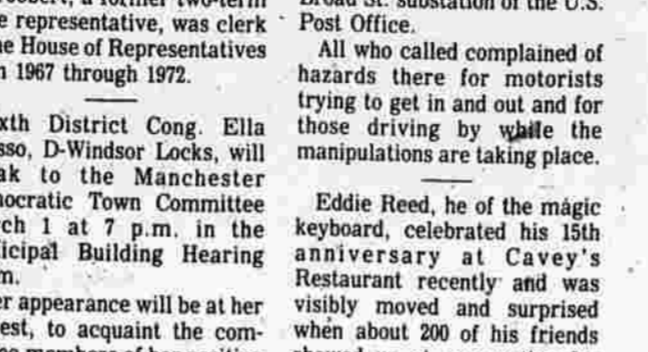 e representative, was clerk
e House of Representatives
1967 through 1972.
xth District Cong. Ella
sso, D-Windsor Locks, will
ak to the Manchester
ocratic Town Committee
ch 1 at 7 p.m. in the
icipal Building Hearing
m.
r appearance will be at her
est, to acquaint the com-
Broad St. substation of the U.S.
Post Office.
All who called complained of
hazards there for motorists
trying to get in and out and for
those driving by while the
manipulations are taking place.
Eddie Reed, he of the magic
keyboard, celebrated his 15th
anniversary at Cavey's
Restaurant recently and was
visibly moved and surprised
when about 200 of his friends